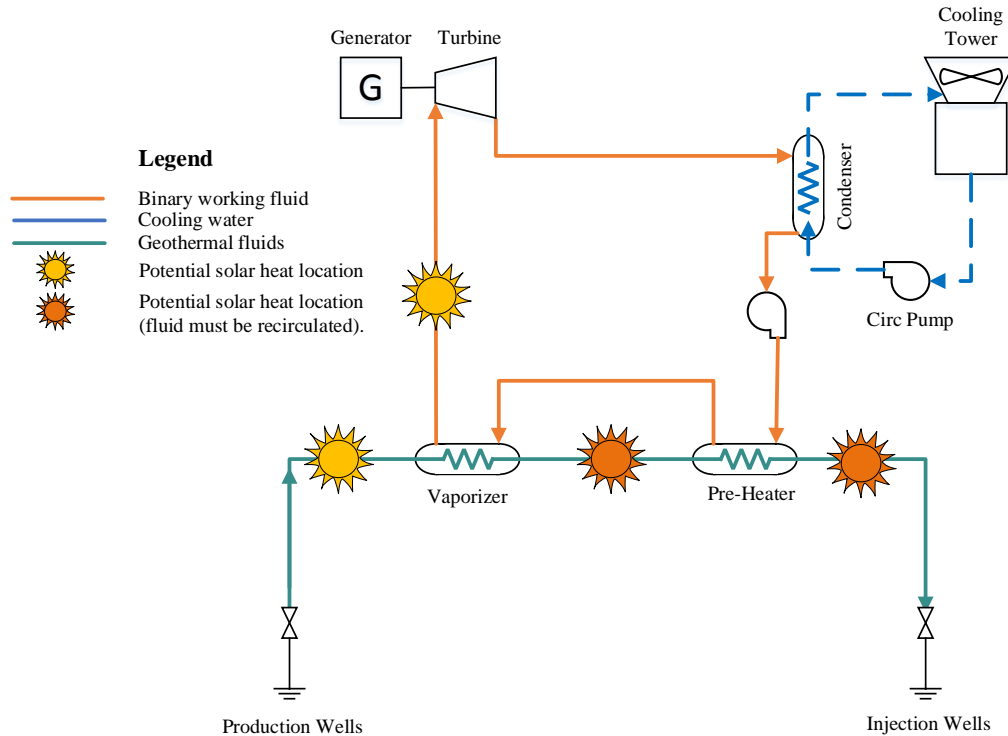 Generator
Turbine
Cooling
Tower
G
Legend
Binary working fluid
Cooling water
Geothermal fluids
Potential solar heat location
Potential solar heat location
(fluid must be recirculated).
Condenser
Circ Pump
Vaporizer
Pre-Heater
Production Wells
Injection Wells